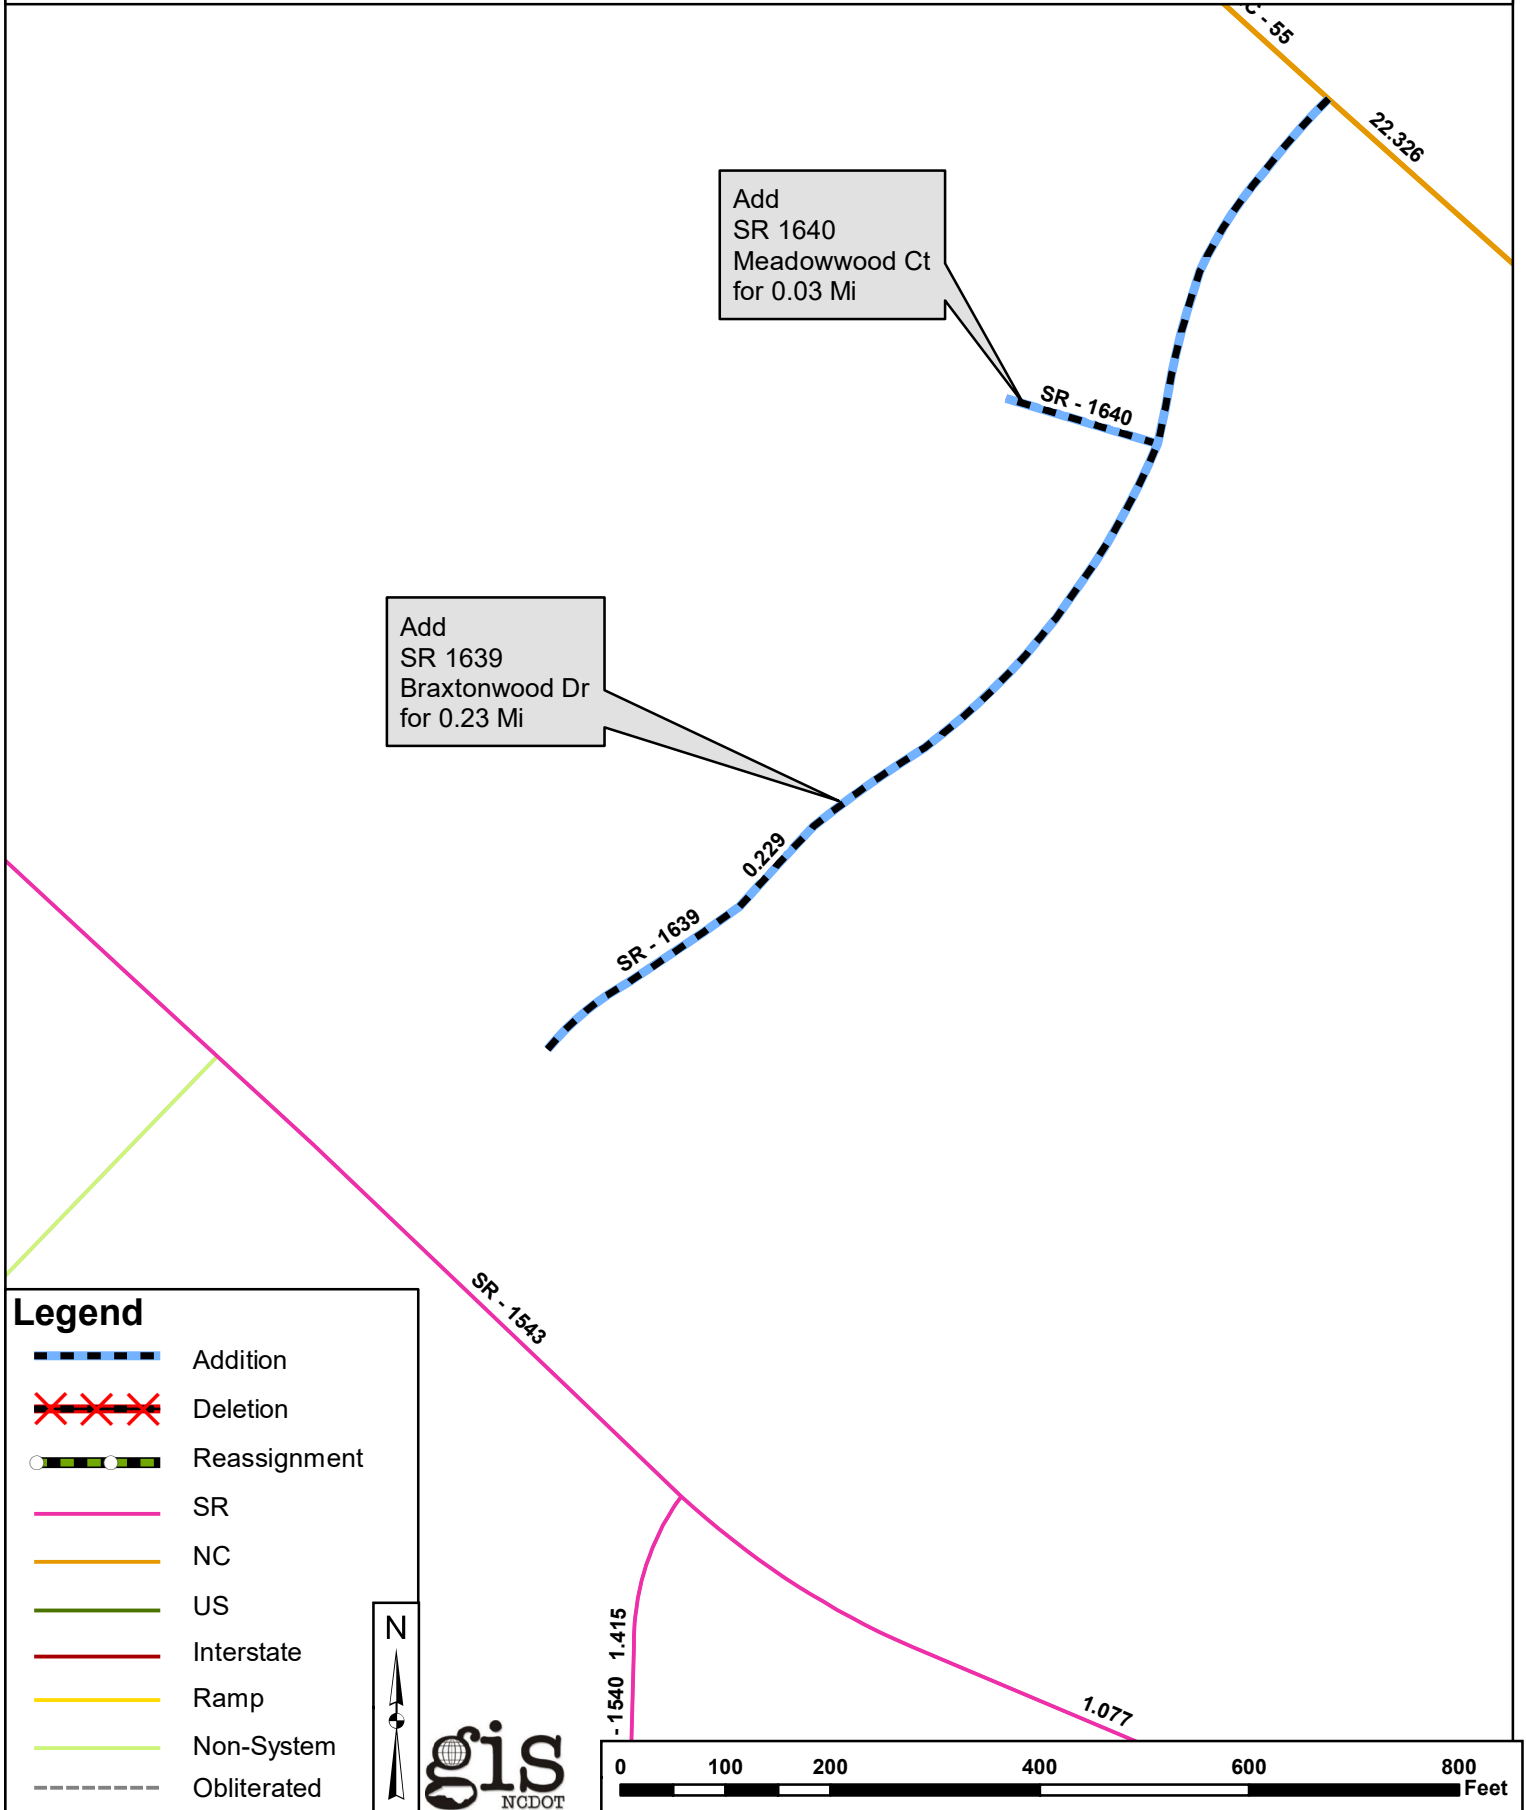 C - 55
22.326
Add
SR 1640
Meadowwood Ct
for 0.03 Mi
SR - 1640
Add
SR 1639
Braxtonwood Dr
for 0.23 Mi
0.229
SR - 1639
SR - 1543
Legend
Addition
Deletion
Reassignment
SR
NC
US
Interstate
Ramp
Non-System
Obliterated
N
gis
NCDOT
- 1540 1.415
1.077
0 100 200 400 600 800
Feet